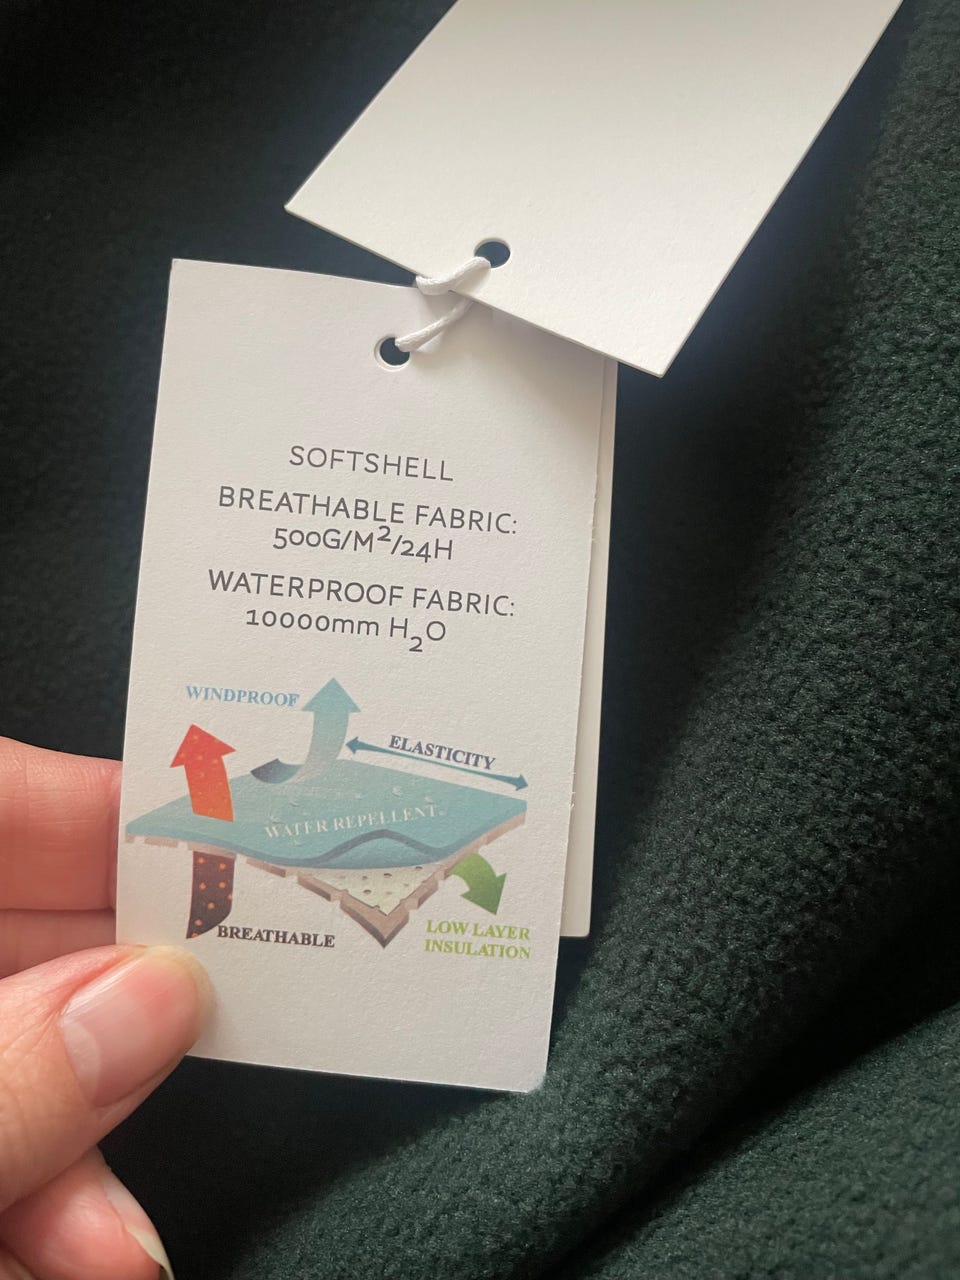 SOFTSHELL
BREATHABLE FABRIC:
500G/M²/24H
WATERPROOF FABRIC:
10000mm H₂O
WINDPROOF
ELASTICITY
WATER REPELLENT
BREATHABLE
LOW LAYER
INSULATION